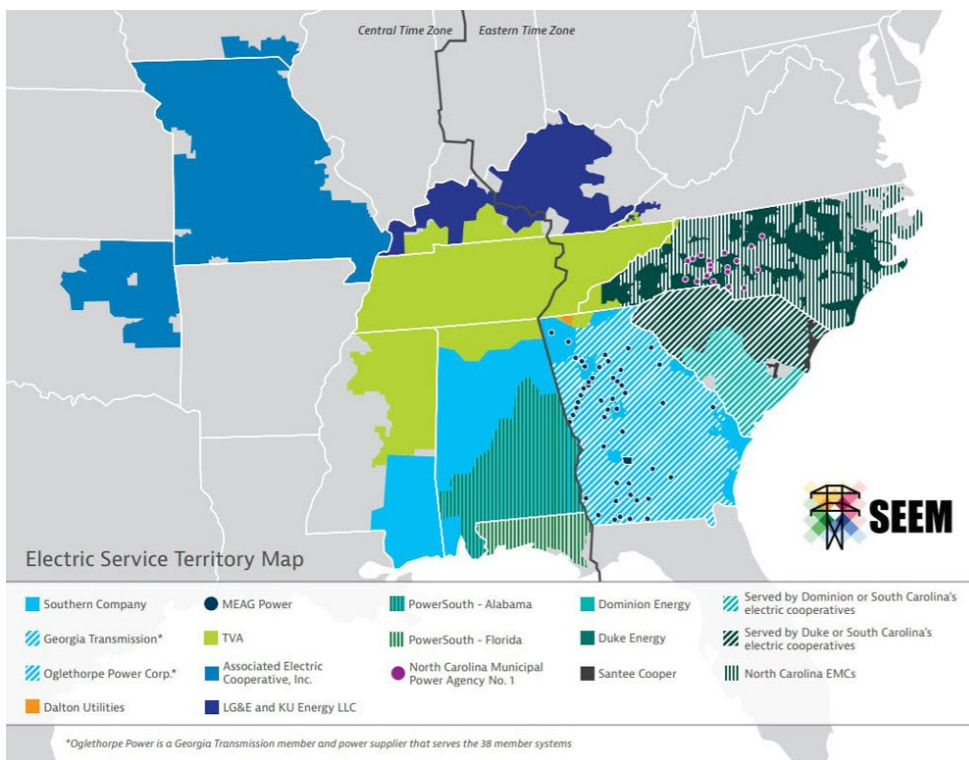 Central Time Zone
Eastern Time Zone
SEEM
Electric Service Territory Map
Southern Company
Georgia Transmission*
Oglethorpe Power Corp.*
Dalton Utilities
MEAG Power
TVA
Associated Electric
Cooperative, Inc.
LG&E and KU Energy LLC
PowerSouth - Alabama
PowerSouth - Florida
North Carolina Municipal
Power Agency No. 1
Dominion Energy
Duke Energy
Santee Cooper
Served by Dominion or South Carolina's
electric cooperatives
Served by Duke or South Carolina's
electric cooperatives
North Carolina EMCs
*Oglethorpe Power is a Georgia Transmission member and power supplier that serves the 38 member systems